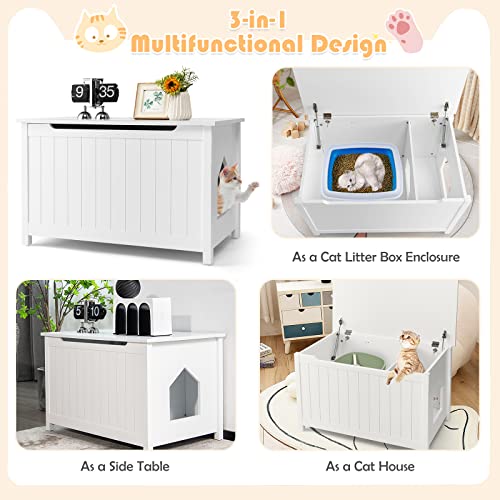 3-in-1
Multifunctional Design
9 35
As a Cat Litter Box Enclosure
5 10
As a Side Table
As a Cat House